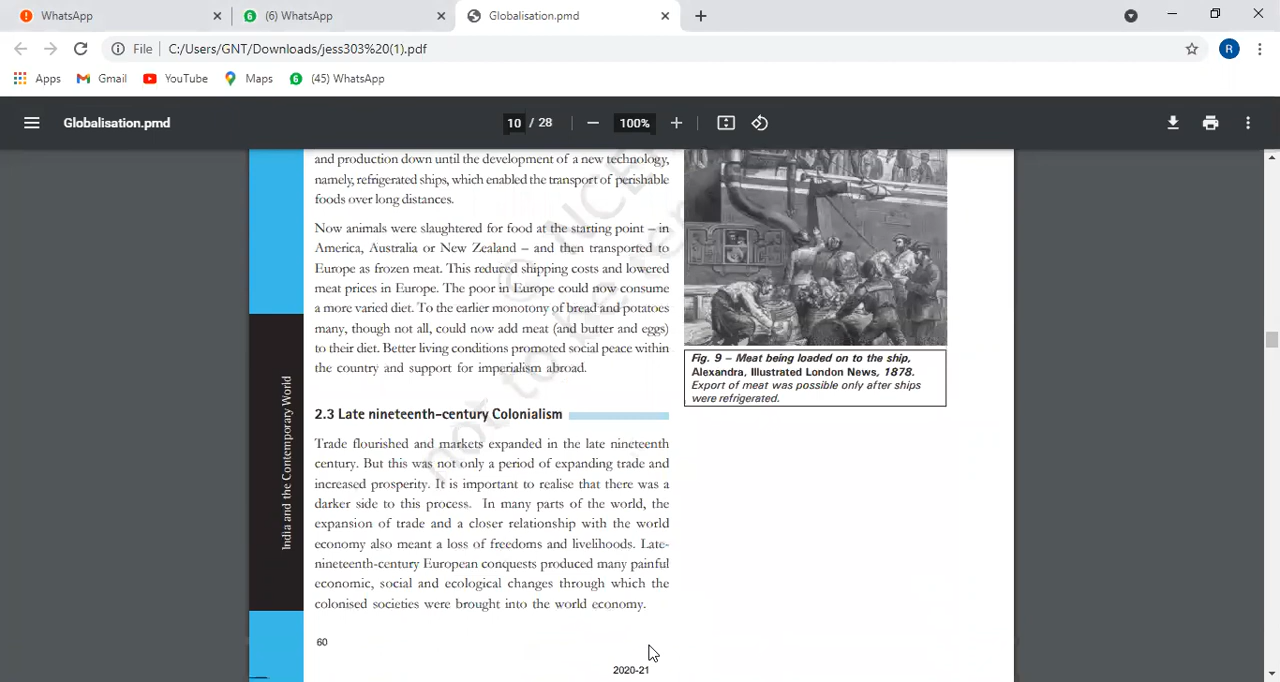 WhatsApp
6
(6) WhatsApp
Globalisation.pmd
File
C:/Users/GNT/Downloads/jess303%20(1).pdf
R
Apps
Gmail
YouTube
Maps
6
(45) WhatsApp
Globalisation.pmd
10 / 28
100%
and production down until the development of a new technology,
namely, refrigerated ships, which enabled the transport of perishable
foods over long distances.
Now animals were slaughtered for food at the starting point – in
America, Australia or New Zealand – and then transported to
Europe as frozen meat. This reduced shipping costs and lowered
meat prices in Europe. The poor in Europe could now consume
a more varied diet. To the earlier monotony of bread and potatoes
many, though not all, could now add meat (and butter and eggs)
to their diet. Better living conditions promoted social peace within
the country and support for imperialism abroad.
Fig. 9 – Meat being loaded on to the ship,
Alexandra, Illustrated London News, 1878.
Export of meat was possible only after ships
were refrigerated.
2.3 Late nineteenth-century Colonialism
Trade flourished and markets expanded in the late nineteenth
century. But this was not only a period of expanding trade and
increased prosperity. It is important to realise that there was a
darker side to this process. In many parts of the world, the
expansion of trade and a closer relationship with the world
economy also meant a loss of freedoms and livelihoods. Late-
nineteenth-century European conquests produced many painful
economic, social and ecological changes through which the
colonised societies were brought into the world economy.
India and the Contemporary World
60
2020-21
© NCE
not to be re